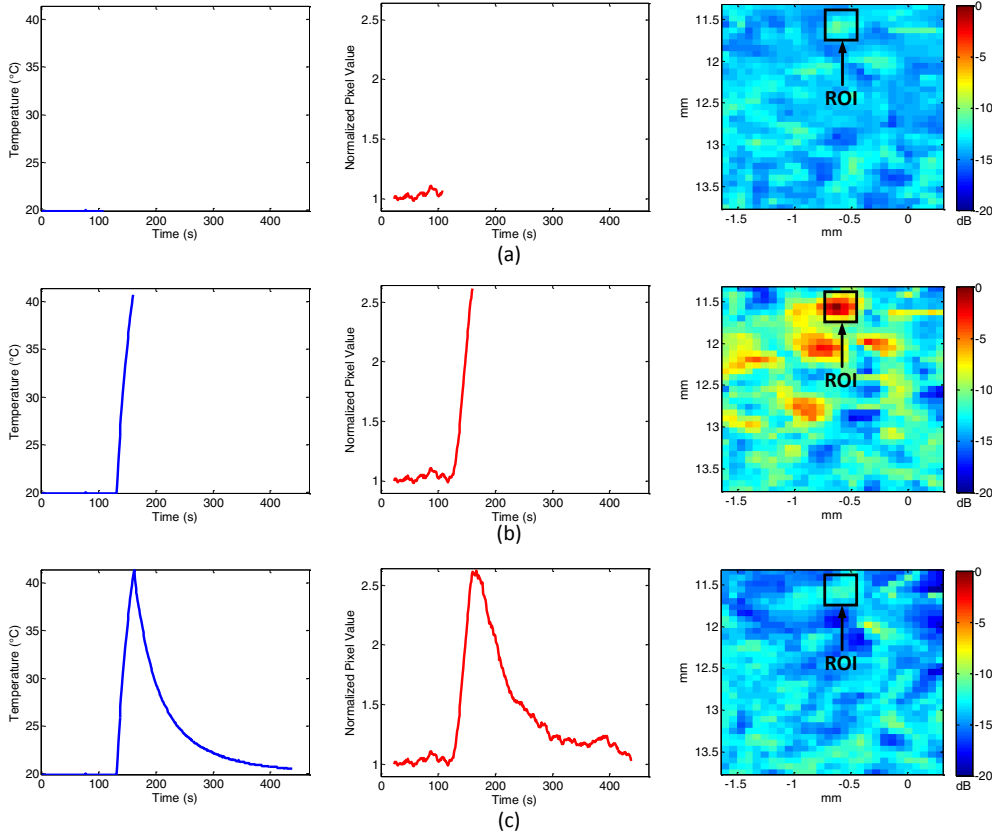 Temperature (°C)
40
35
30
25
20
0 100 200 300 400
Time (s)
Normalized Pixel Value
2.5
2
1.5
1
0 100 200 300 400
Time (s)
mm
11.5
12
12.5
13
13.5
-1.5 -1 -0.5 0
mm
ROI
0
-5
-10
-15
-20
dB
(a)
Temperature (°C)
40
35
30
25
20
0 100 200 300 400
Time (s)
Normalized Pixel Value
2.5
2
1.5
1
0 100 200 300 400
Time (s)
mm
11.5
12
12.5
13
13.5
-1.5 -1 -0.5 0
mm
ROI
0
-5
-10
-15
-20
dB
(b)
Temperature (°C)
40
35
30
25
20
0 100 200 300 400
Time (s)
Normalized Pixel Value
2.5
2
1.5
1
0 100 200 300 400
Time (s)
mm
11.5
12
12.5
13
13.5
-1.5 -1 -0.5 0
mm
ROI
0
-5
-10
-15
-20
dB
(c)